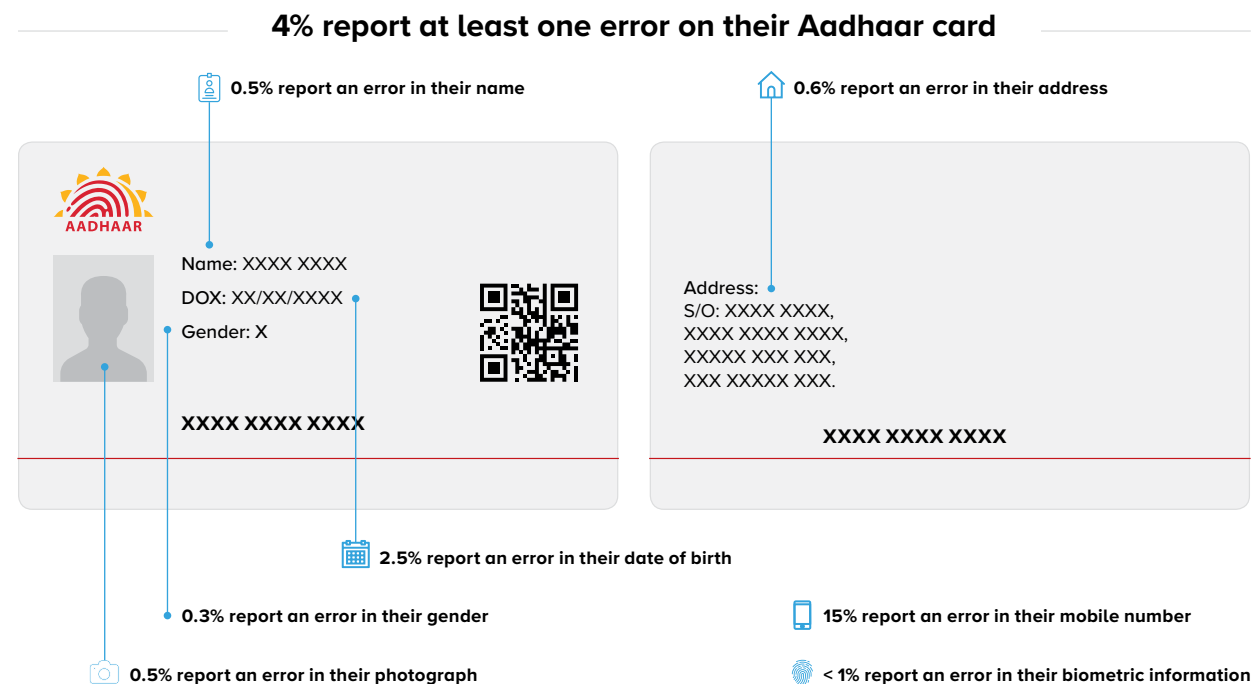 4% report at least one error on their Aadhaar card
0.5% report an error in their name
0.6% report an error in their address
AADHAAR
Name: XXXX XXXX
DOX: XX/XX/XXXX
Gender: X
XXXX XXXX XXXX
Address:
S/O: XXXX XXXX,
XXXX XXXX XXXX,
XXXXX XXX XXX,
XXX XXXXX XXX.
XXXX XXXX XXXX
2.5% report an error in their date of birth
0.3% report an error in their gender
15% report an error in their mobile number
0.5% report an error in their photograph
< 1% report an error in their biometric information